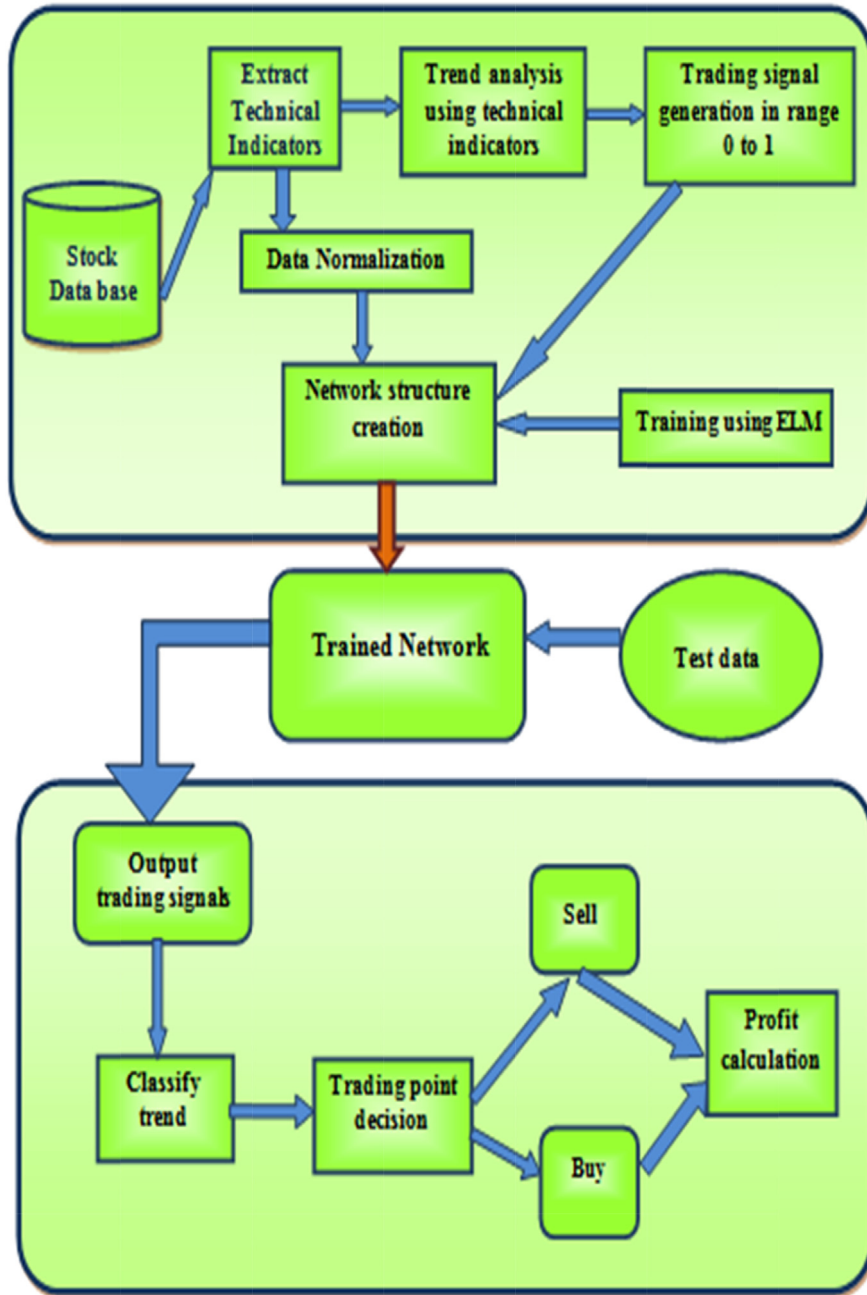 Extract
Technical
Indicators
Trend analysis
using technical
indicators
Trading signal
generation in range
0 to 1
Stock
Data base
Data Normalization
Network structure
creation
Training using ELM
Trained Network
Test data
Output
trading signals
Sell
Profit
calculation
Classify
trend
Trading point
decision
Buy